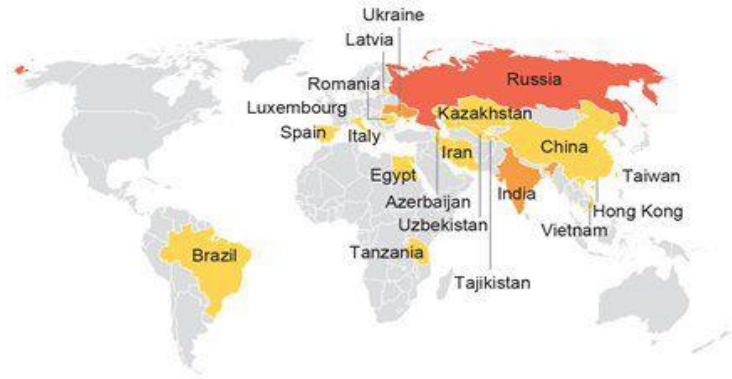 Ukraine
Latvia
Romania
Russia
Luxembourg
Kazakhstan
Spain
Italy
China
Iran
Egypt
Taiwan
India
Azerbaijan
Hong Kong
Uzbekistan
Vietnam
Brazil
Tanzania
Tajikistan